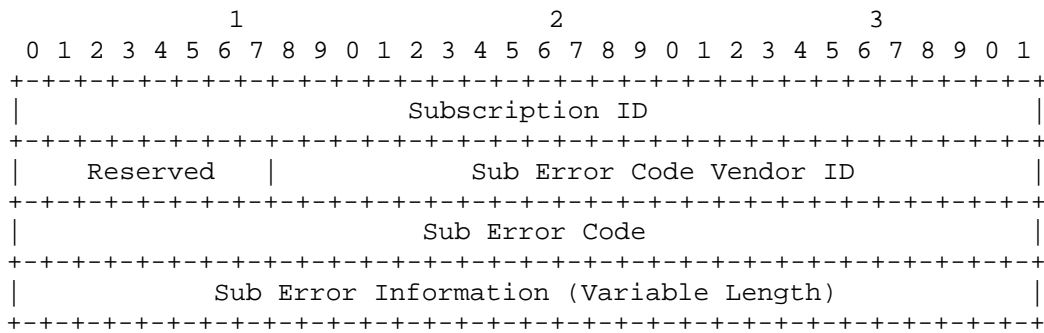 1                   2                   3
 0 1 2 3 4 5 6 7 8 9 0 1 2 3 4 5 6 7 8 9 0 1 2 3 4 5 6 7 8 9 0 1
+-+-+-+-+-+-+-+-+-+-+-+-+-+-+-+-+-+-+-+-+-+-+-+-+-+-+-+-+-+-+-+-+
|                        Subscription ID                        |
+-+-+-+-+-+-+-+-+-+-+-+-+-+-+-+-+-+-+-+-+-+-+-+-+-+-+-+-+-+-+-+-+
|    Reserved   |            Sub Error Code Vendor ID           |
+-+-+-+-+-+-+-+-+-+-+-+-+-+-+-+-+-+-+-+-+-+-+-+-+-+-+-+-+-+-+-+-+
|                         Sub Error Code                        |
+-+-+-+-+-+-+-+-+-+-+-+-+-+-+-+-+-+-+-+-+-+-+-+-+-+-+-+-+-+-+-+-+
|            Sub Error Information (Variable Length)            |
+-+-+-+-+-+-+-+-+-+-+-+-+-+-+-+-+-+-+-+-+-+-+-+-+-+-+-+-+-+-+-+-+